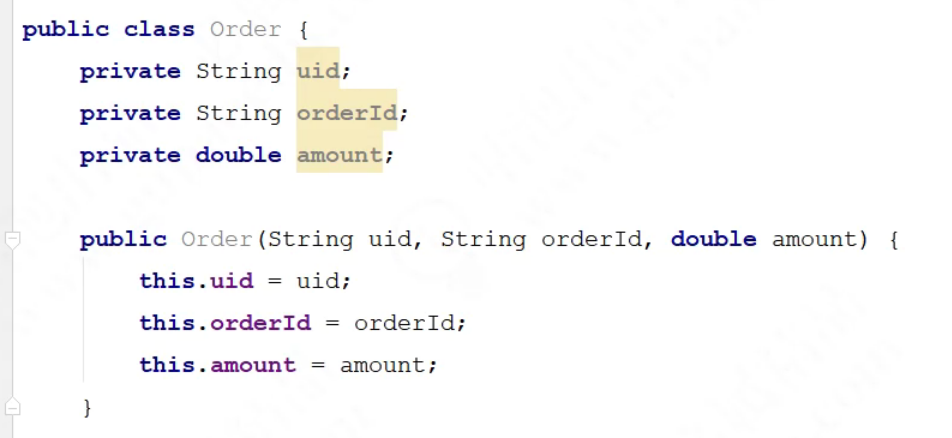 public class Order {
    private String uid;
    private String orderId;
    private double amount;
    public Order(String uid, String orderId, double amount) {
        this.uid = uid;
        this.orderId = orderId;
        this.amount = amount;
    }